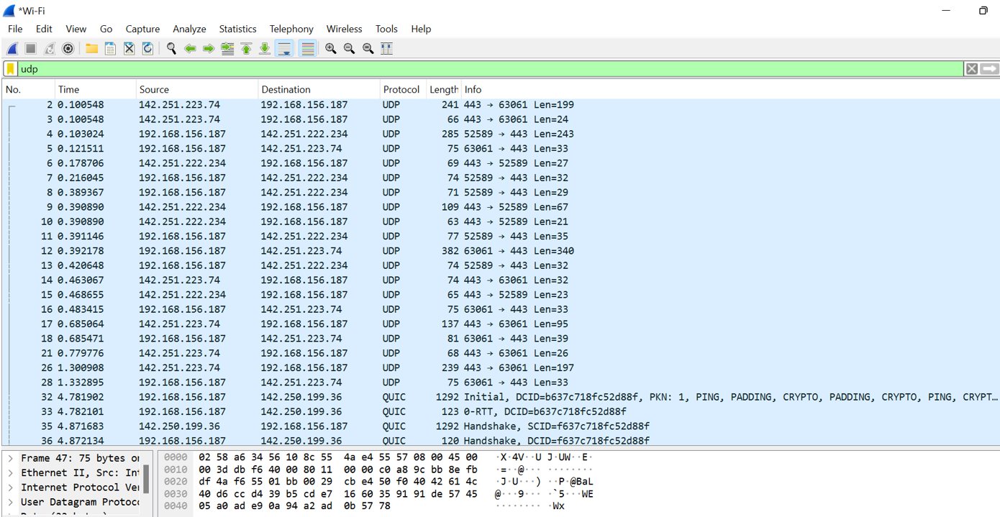 *Wi-Fi
File Edit View Go Capture Analyze Statistics Telephony Wireless Tools Help
udp
No. Time Source Destination Protocol Length Info
2 0.100548 142.251.223.74 192.168.156.187 UDP 241 443 → 63061 Len=199
3 0.100548 142.251.223.74 192.168.156.187 UDP 66 443 → 63061 Len=24
4 0.103024 192.168.156.187 142.251.222.234 UDP 285 52589 → 443 Len=243
5 0.121511 192.168.156.187 142.251.223.74 UDP 75 63061 → 443 Len=33
6 0.178706 142.251.222.234 192.168.156.187 UDP 69 443 → 52589 Len=27
7 0.216045 192.168.156.187 142.251.222.234 UDP 74 52589 → 443 Len=32
8 0.389367 192.168.156.187 142.251.222.234 UDP 71 52589 → 443 Len=29
9 0.390890 142.251.222.234 192.168.156.187 UDP 109 443 → 52589 Len=67
10 0.390890 142.251.222.234 192.168.156.187 UDP 63 443 → 52589 Len=21
11 0.391146 192.168.156.187 142.251.222.234 UDP 77 52589 → 443 Len=35
12 0.392178 192.168.156.187 142.251.223.74 UDP 382 63061 → 443 Len=340
13 0.420648 192.168.156.187 142.251.222.234 UDP 74 52589 → 443 Len=32
14 0.463067 142.251.223.74 192.168.156.187 UDP 74 443 → 63061 Len=32
15 0.468655 142.251.222.234 192.168.156.187 UDP 65 443 → 52589 Len=23
16 0.483415 192.168.156.187 142.251.223.74 UDP 75 63061 → 443 Len=33
17 0.685064 142.251.223.74 192.168.156.187 UDP 137 443 → 63061 Len=95
18 0.685471 192.168.156.187 142.251.223.74 UDP 81 63061 → 443 Len=39
21 0.779776 142.251.223.74 192.168.156.187 UDP 68 443 → 63061 Len=26
26 1.300908 142.251.223.74 192.168.156.187 UDP 239 443 → 63061 Len=197
28 1.332895 192.168.156.187 142.251.223.74 UDP 75 63061 → 443 Len=33
32 4.781902 192.168.156.187 142.250.199.36 QUIC 1292 Initial, DCID=b637c718fc52d88f, PKN: 1, PING, PADDING, CRYPTO, PADDING, CRYPTO, PING, CRYPT…
33 4.782101 192.168.156.187 142.250.199.36 QUIC 123 0-RTT, DCID=b637c718fc52d88f
35 4.871683 142.250.199.36 192.168.156.187 QUIC 1292 Handshake, SCID=f637c718fc52d88f
36 4.872134 192.168.156.187 142.250.199.36 QUIC 120 Handshake, DCID=f637c718fc52d88f
Frame 47: 75 bytes on
Ethernet II, Src: Int
Internet Protocol Ver
User Datagram Protoco
0000 02 58 a6 34 56 10 8c 55 4a e4 55 57 08 00 45 00 ·X·4V··U J·UW··E·
0010 00 3d db f6 40 00 80 11 00 00 c0 a8 9c bb 8e fb ·=··@··· ········
0020 df 4a f6 55 01 bb 00 29 cb e4 50 f0 40 42 61 4c ·J·U···) ··P·@BaL
0030 40 d6 cc d4 39 b5 cd e7 16 60 35 91 91 de 57 45 @···9··· ·`5···WE
0040 05 a0 ad e9 0a 94 a2 ad 0b 57 78 ········ ·Wx